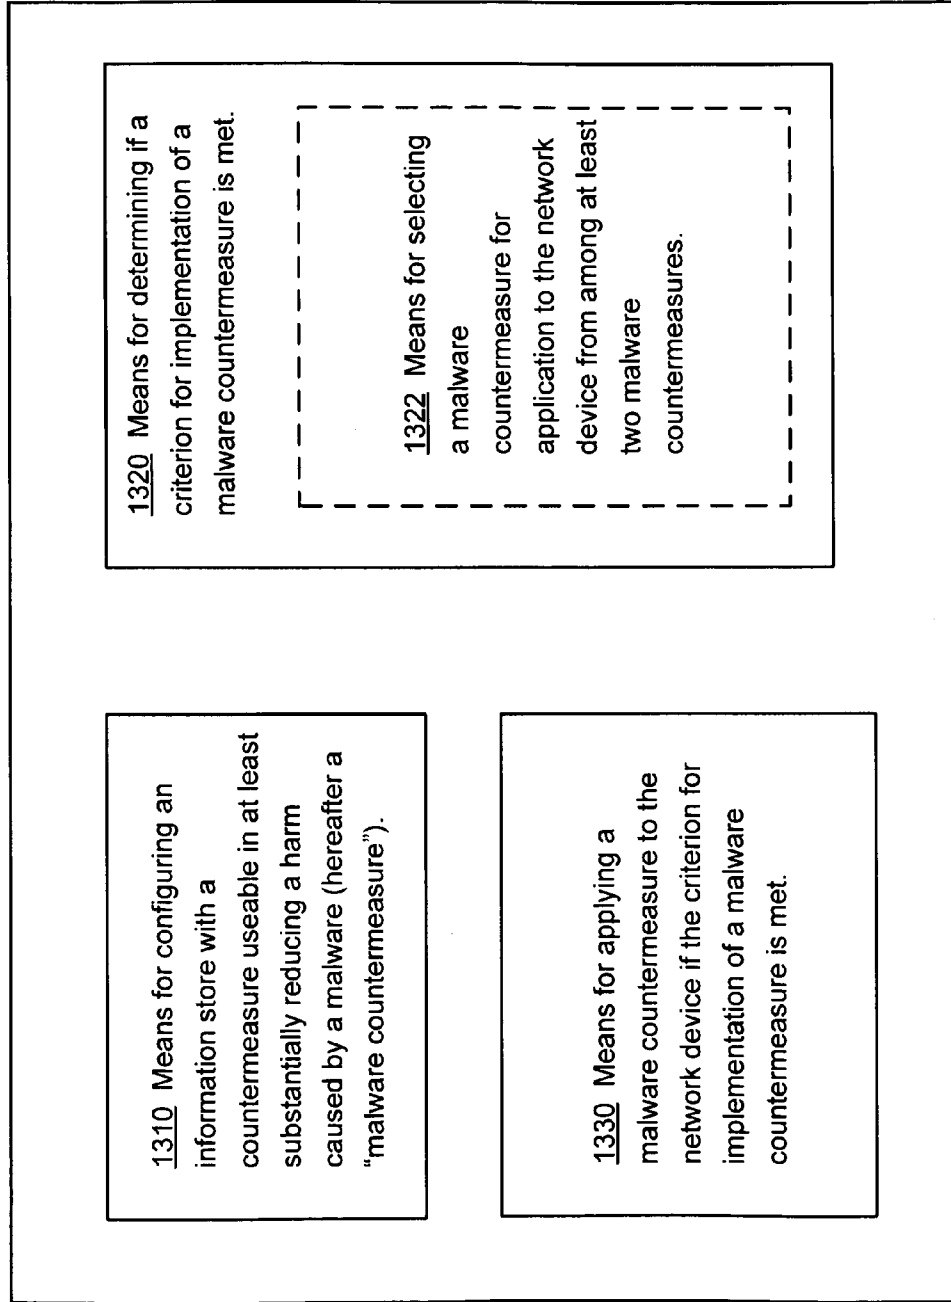 1310 Means for configuring an
information store with a
countermeasure useable in at least
substantially reducing a harm
caused by a malware (hereafter a
“malware countermeasure”).
1320 Means for determining if a
criterion for implementation of a
malware countermeasure is met.
1322 Means for selecting
a malware
countermeasure for
application to the network
device from among at least
two malware
countermeasures.
1330 Means for applying a
malware countermeasure to the
network device if the criterion for
implementation of a malware
countermeasure is met.